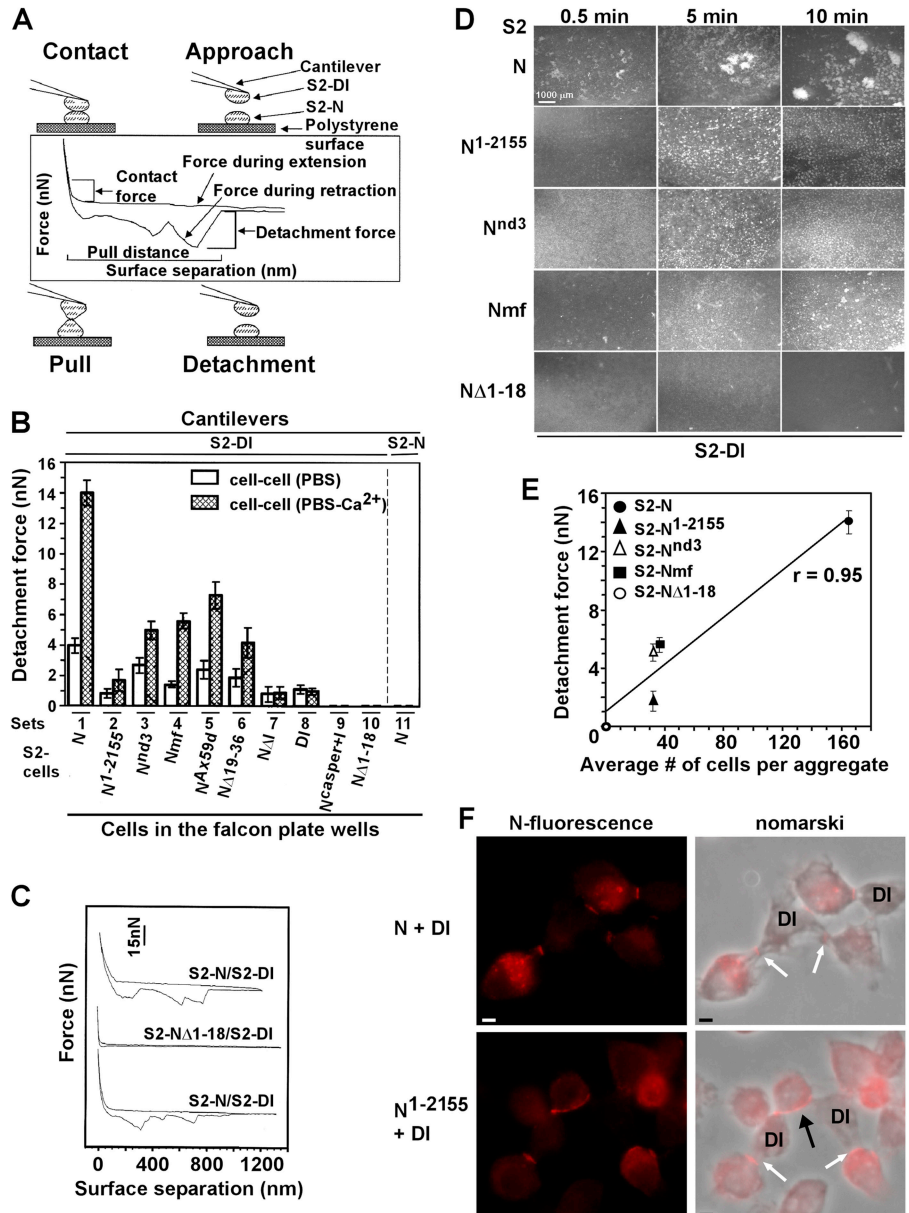 A
Contact
Approach
Cantilever
S2-Dl
S2-N
Polystyrene
surface
Force (nN)
Contact
force
Force during extension
Force during retraction
Detachment force
Pull distance
Surface separation (nm)
Pull
Detachment
B
Cantilevers
S2-Dl
S2-N
Detachment force (nN)
16
14
12
10
8
6
4
2
0
cell-cell (PBS)
cell-cell (PBS-Ca2+)
Sets 1 2 3 4 5 6 7 8 9 10 11
S2-
cells
N
N1-2155
Nnd3
Nmf
NAx59d
NΔ19-36
NΔI
Dl
Ncasper+I
NΔ1-18
N
Cells in the falcon plate wells
C
Force (nN)
15nN
S2-N/S2-Dl
S2-NΔ1-18/S2-Dl
S2-N/S2-Dl
0 400 800 1200
Surface separation (nm)
D
S2
0.5 min 5 min 10 min
N
1000 µm
N1-2155
Nnd3
Nmf
NΔ1-18
S2-Dl
E
Detachment force (nN)
16
12
8
4
0
S2-N
S2-N1-2155
S2-Nnd3
S2-Nmf
S2-NΔ1-18
r = 0.95
0 40 80 120 160
Average # of cells per aggregate
F
N-fluorescence
nomarski
N + Dl
Dl
Dl
N1-2155
+ Dl
Dl
Dl